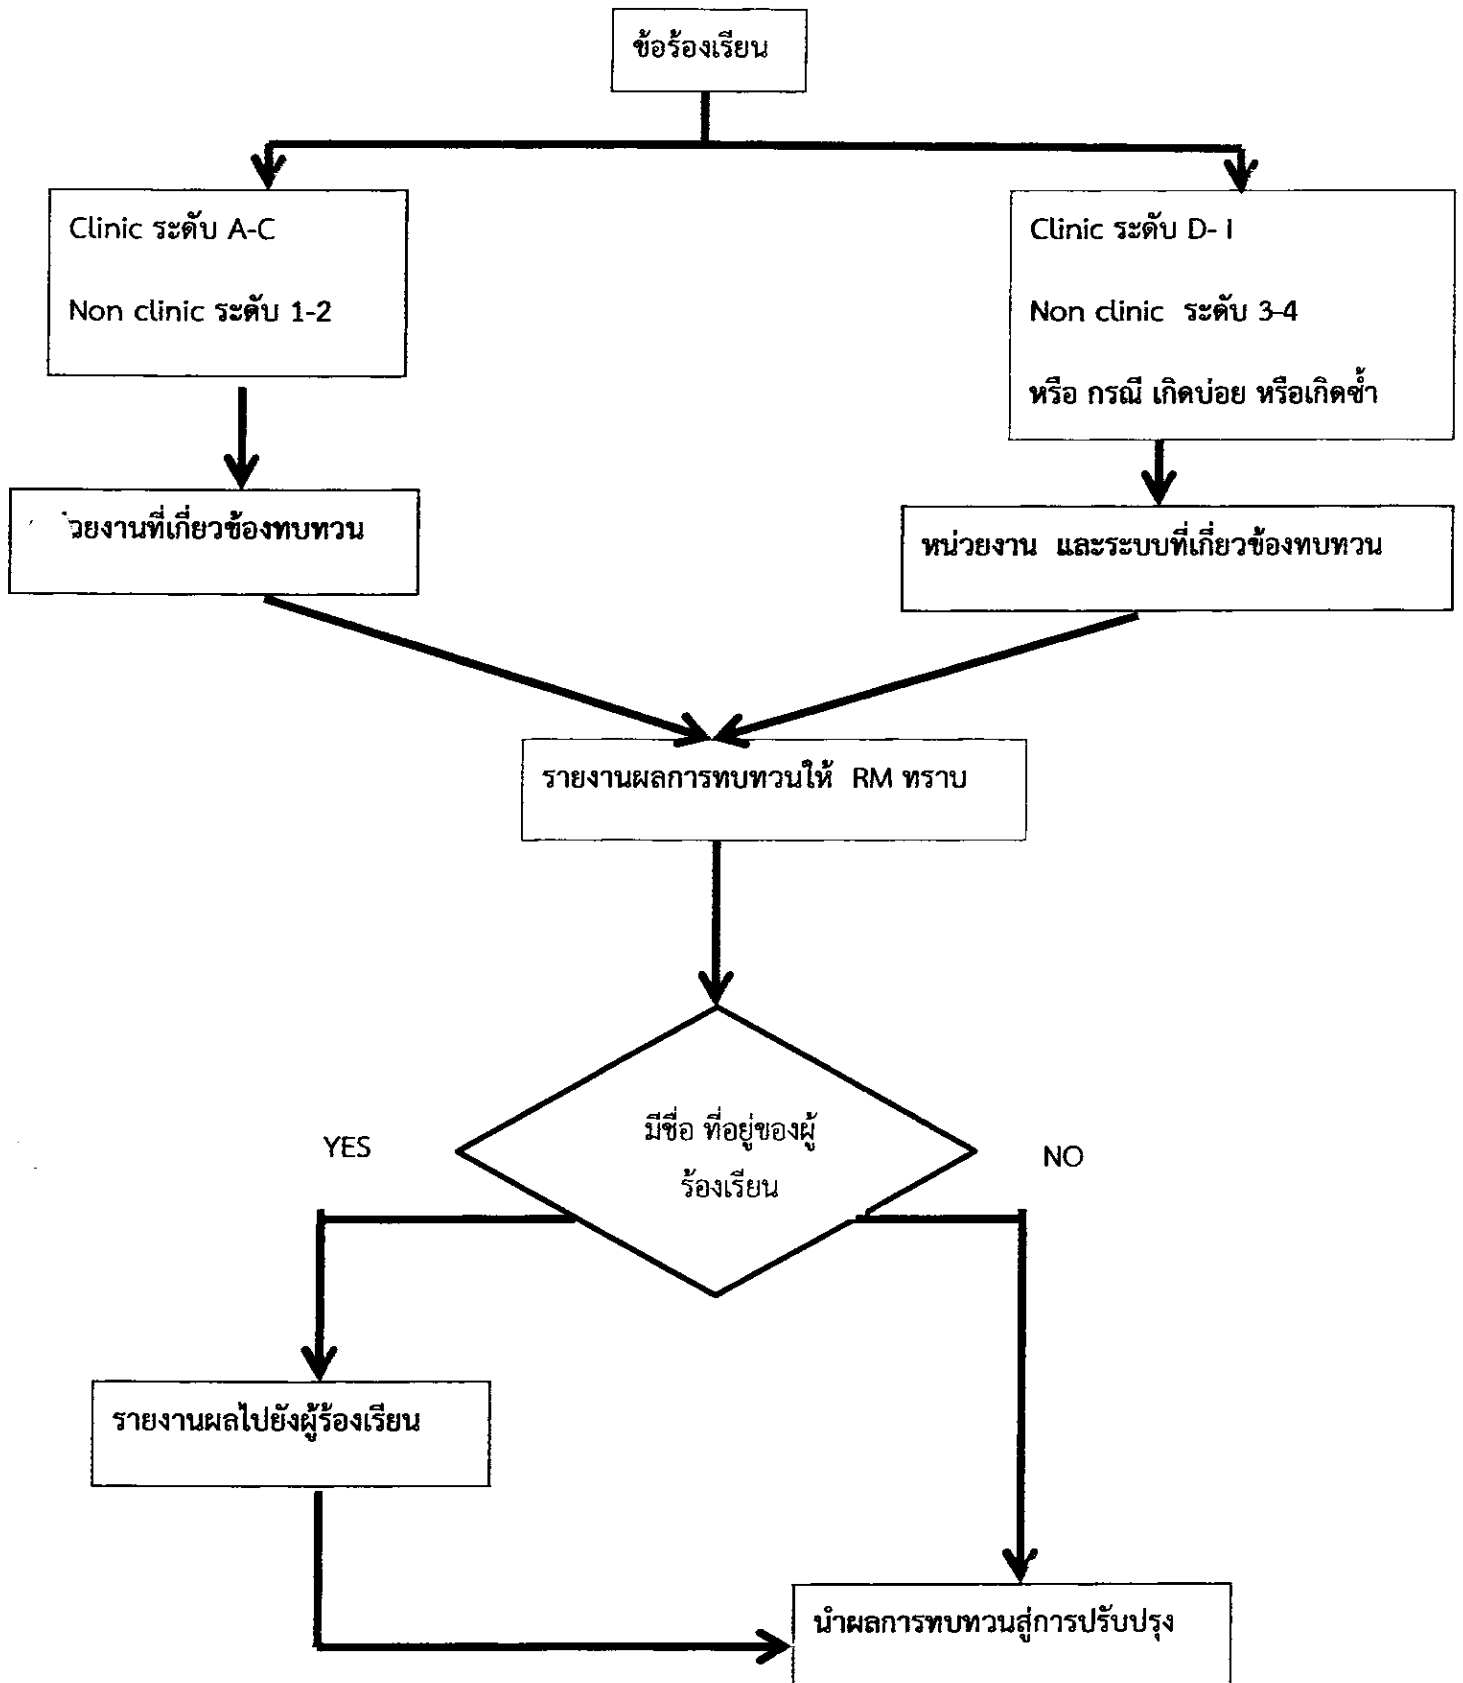 ข้อร้องเรียน
Clinic ระดับ A-C
Non clinic ระดับ 1-2
Clinic ระดับ D- I
Non clinic ระดับ 3-4
หรือ กรณี เกิดบ่อย หรือเกิดซ้ำ
่วยงานที่เกี่ยวข้องทบทวน
หน่วยงาน และระบบที่เกี่ยวข้องทบทวน
รายงานผลการทบทวนให้ RM ทราบ
มีชื่อ ที่อยู่ของผู้
ร้องเรียน
YES
NO
รายงานผลไปยังผู้ร้องเรียน
นำผลการทบทวนสู่การปรับปรุง